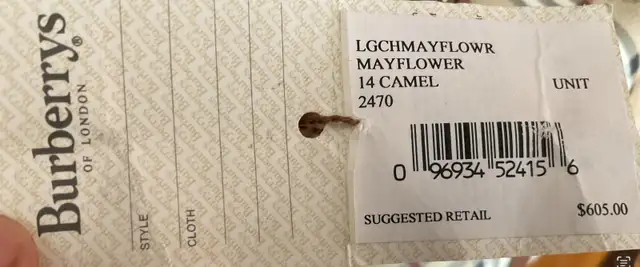 Burberrys®
OF LONDON
STYLE
CLOTH
LGCHMAYFLOWR
MAYFLOWER
14 CAMEL UNIT
2470
0 96934 52415 6
SUGGESTED RETAIL $605.00